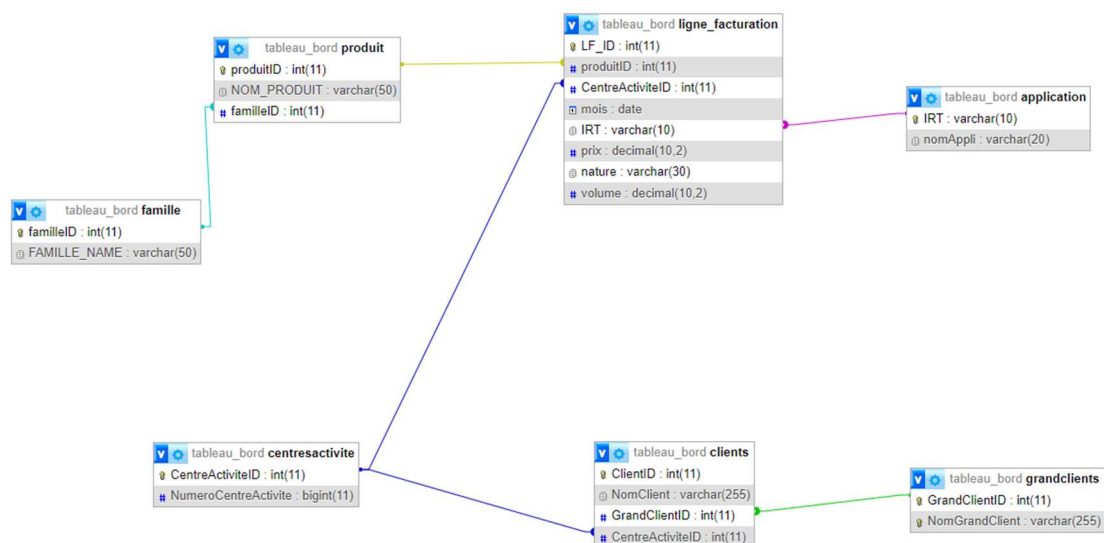 tableau_bord produit
produitID : int(11)
NOM_PRODUIT : varchar(50)
familleID : int(11)
tableau_bord famille
familleID : int(11)
FAMILLE_NAME : varchar(50)
tableau_bord ligne_facturation
LF_ID : int(11)
produitID : int(11)
CentreActiviteID : int(11)
mois : date
IRT : varchar(10)
prix : decimal(10,2)
nature : varchar(30)
volume : decimal(10,2)
tableau_bord application
IRT : varchar(10)
nomAppli : varchar(20)
tableau_bord centresactivite
CentreActiviteID : int(11)
NumeroCentreActivite : bigint(11)
tableau_bord clients
ClientID : int(11)
NomClient : varchar(255)
GrandClientID : int(11)
CentreActiviteID : int(11)
tableau_bord grandclients
GrandClientID : int(11)
NomGrandClient : varchar(255)